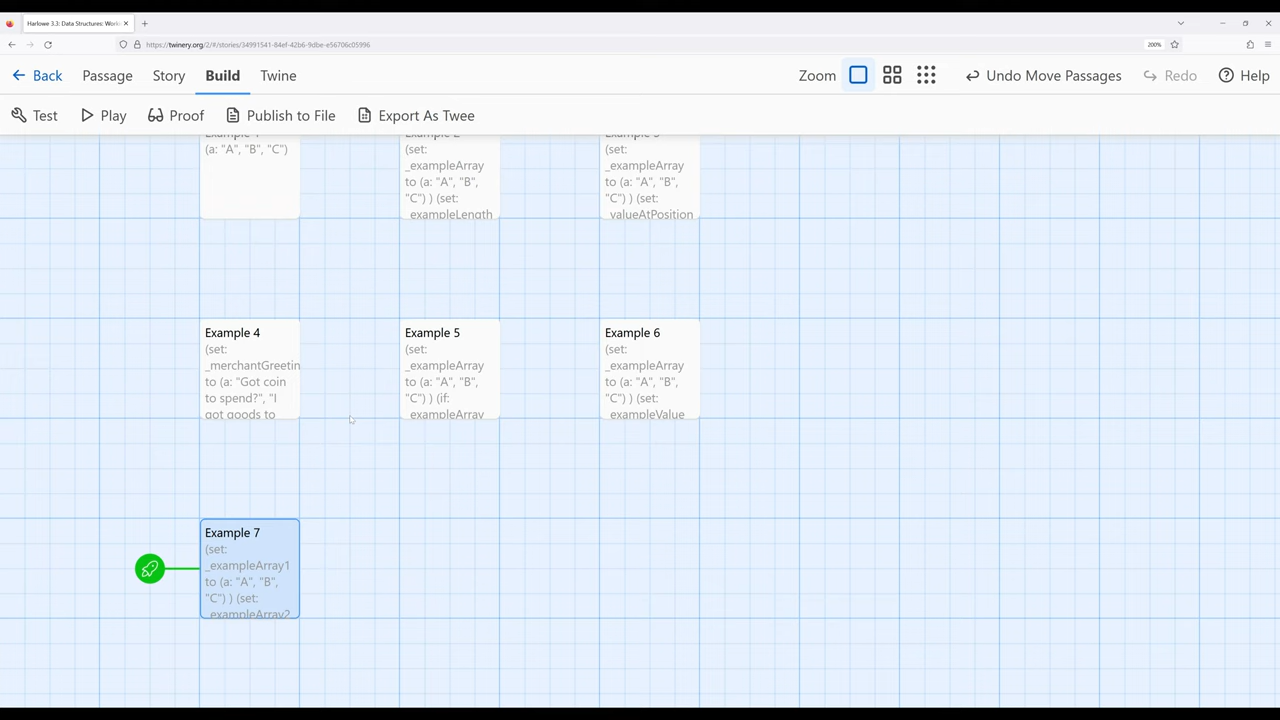 Harlowe 3.3: Data Structures: Work
https://twinery.org/2/#/stories/34991541-84ef-42b6-9dbe-e56706c05996
200%
Back
Passage
Story
Build
Twine
Zoom
Undo Move Passages
Redo
Help
Test
Play
Proof
Publish to File
Export As Twee
(a: "A", "B", "C")
(set:
_exampleArray
to (a: "A", "B",
"C") ) (set:
_exampleLength
(set:
_exampleArray
to (a: "A", "B",
"C") ) (set:
_valueAtPosition
Example 4
(set:
_merchantGreetin
to (a: "Got coin
to spend?", "I
got goods to
Example 5
(set:
_exampleArray
to (a: "A", "B",
"C") ) (if:
_exampleArray
Example 6
(set:
_exampleArray
to (a: "A", "B",
"C") ) (set:
_exampleValue
Example 7
(set:
_exampleArray1
to (a: "A", "B",
"C") ) (set:
_exampleArray2